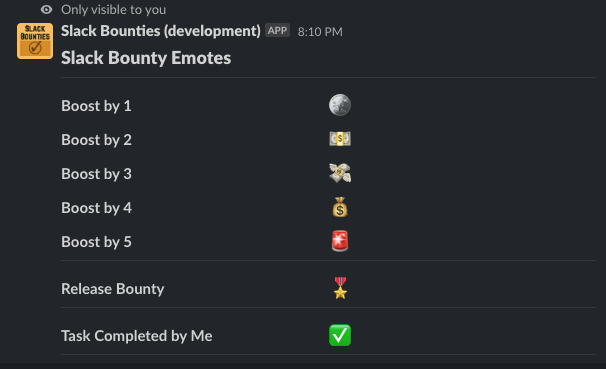 Only visible to you
SLACK
BOUNTIES
Slack Bounties (development) APP 8:10 PM
Slack Bounty Emotes
Boost by 1
Boost by 2
Boost by 3
Boost by 4
Boost by 5
Release Bounty
Task Completed by Me